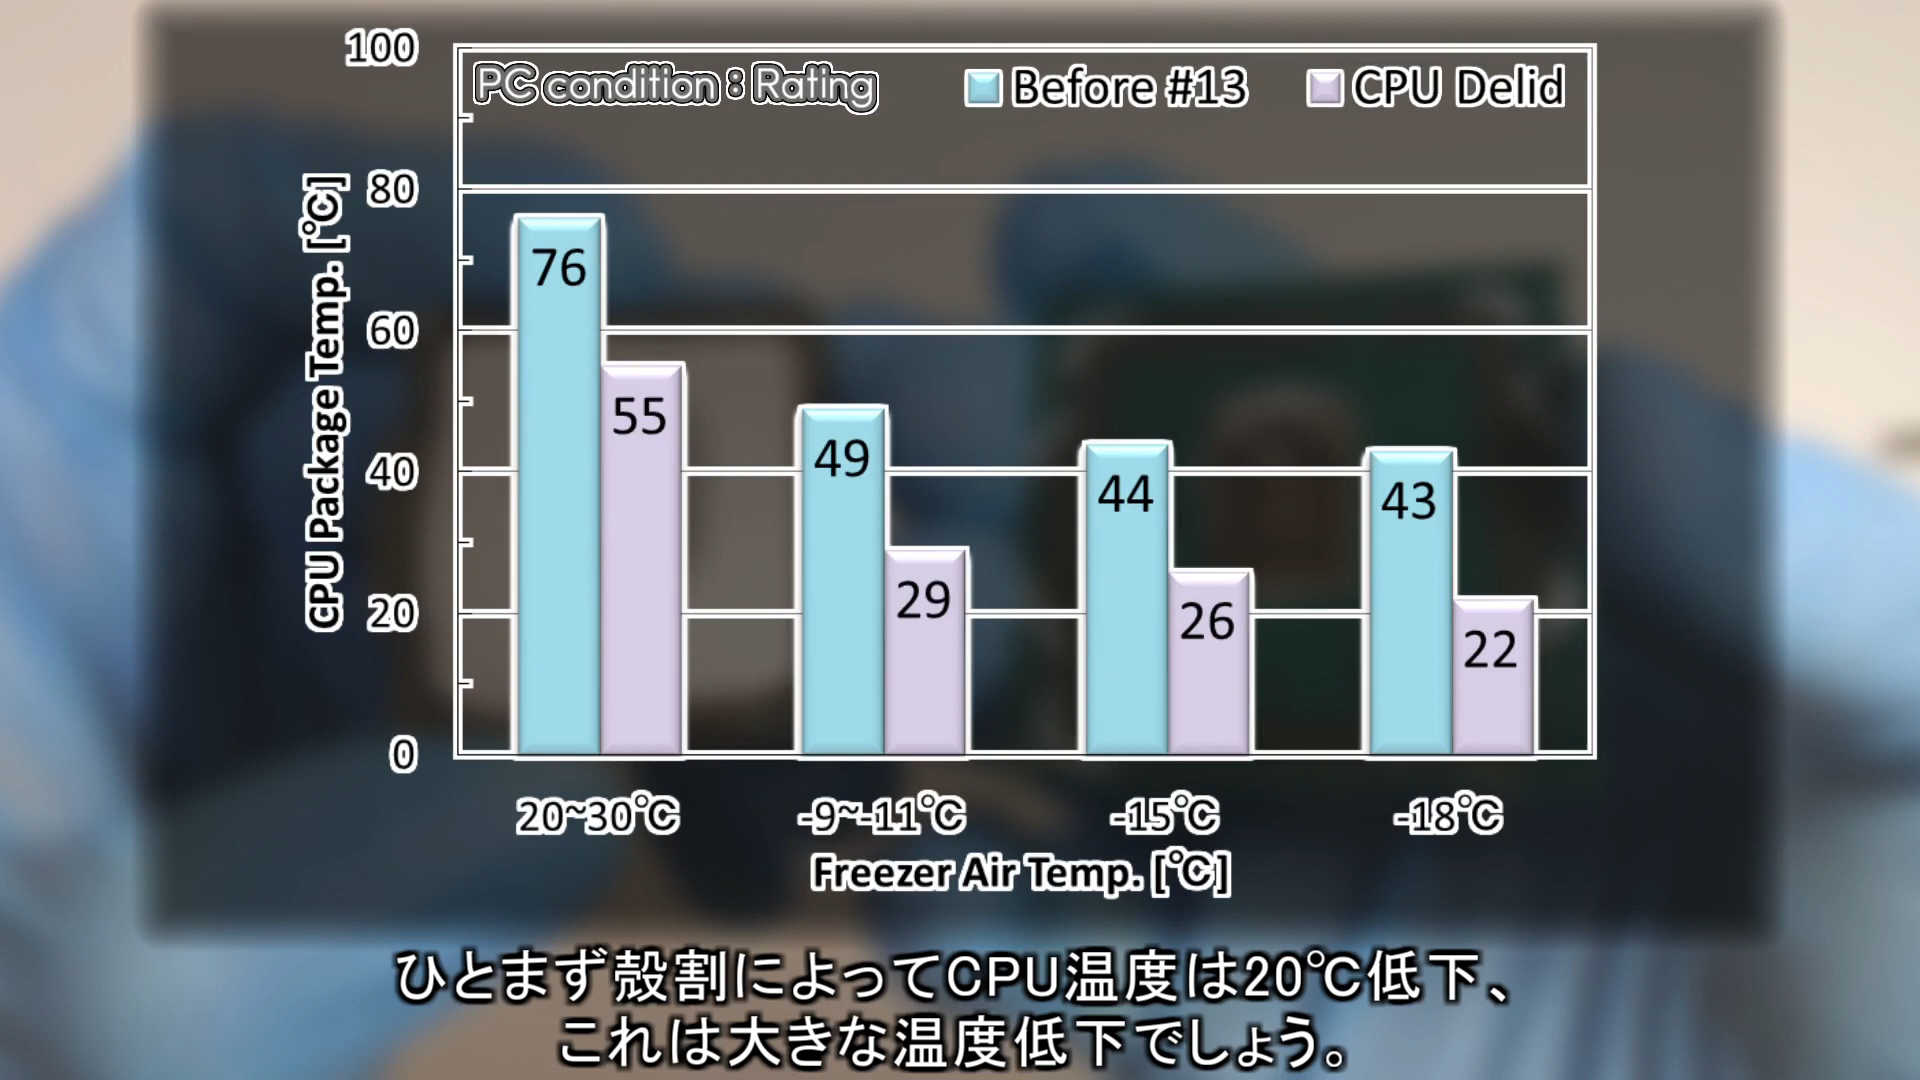 100
PC condition : Rating
Before #13
CPU Delid
80
60
40
20
0
CPU Package Temp. [℃]
76
55
49
29
44
26
43
22
20~30℃
-9~-11℃
-15℃
-18℃
Freezer Air Temp. [℃]
ひとまず殻割によってCPU温度は20℃低下、
これは大きな温度低下でしょう。